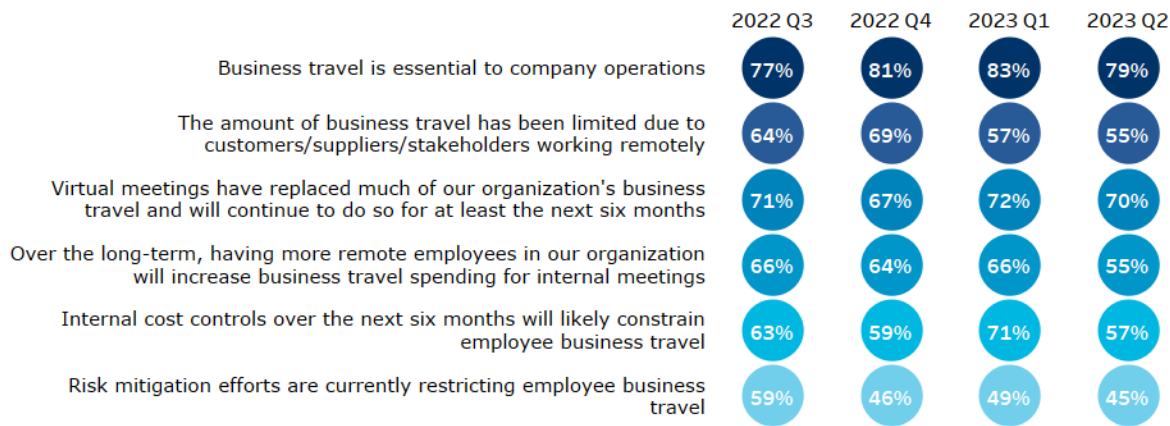 2022 Q3 2022 Q4 2023 Q1 2023 Q2
Business travel is essential to company operations 77% 81% 83% 79%
The amount of business travel has been limited due to
customers/suppliers/stakeholders working remotely 64% 69% 57% 55%
Virtual meetings have replaced much of our organization's business
travel and will continue to do so for at least the next six months 71% 67% 72% 70%
Over the long-term, having more remote employees in our organization
will increase business travel spending for internal meetings 66% 64% 66% 55%
Internal cost controls over the next six months will likely constrain
employee business travel 63% 59% 71% 57%
Risk mitigation efforts are currently restricting employee business
travel 59% 46% 49% 45%